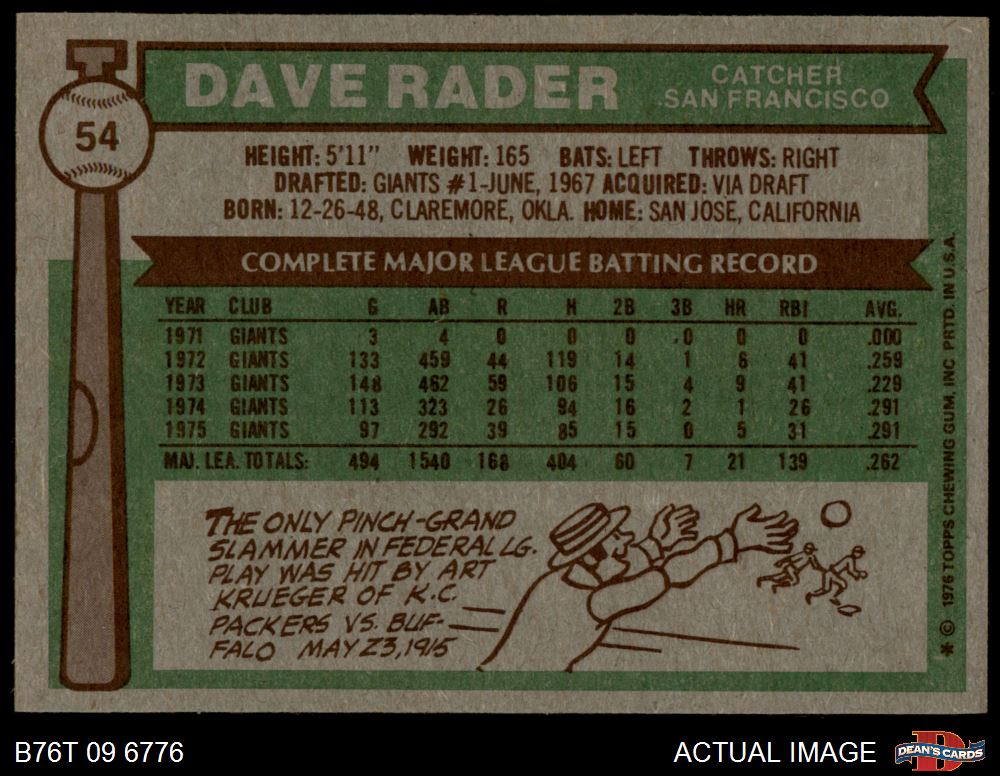 54
DAVE RADER
CATCHER
SAN FRANCISCO
HEIGHT: 5'11" WEIGHT: 165 BATS: LEFT THROWS: RIGHT
DRAFTED: GIANTS #1-JUNE, 1967 ACQUIRED: VIA DRAFT
BORN: 12-26-48, CLAREMORE, OKLA. HOME: SAN JOSE, CALIFORNIA
COMPLETE MAJOR LEAGUE BATTING RECORD
YEAR CLUB G AB R H 2B 3B HR RBI AVG.
1971 GIANTS 3 4 0 0 0 0 0 0 .000
1972 GIANTS 133 459 44 119 14 1 6 41 .259
1973 GIANTS 148 462 59 106 15 4 9 41 .229
1974 GIANTS 113 323 26 94 16 2 1 26 .291
1975 GIANTS 97 292 39 85 15 0 5 31 .291
MAJ. LEA. TOTALS: 494 1540 168 404 60 7 21 139 .262
THE ONLY PINCH-GRAND
SLAMMER IN FEDERAL LG.
PLAY WAS HIT BY ART
KRUEGER OF K.C.
PACKERS VS. BUF-
FALO MAY 23, 1915
* © 1976 TOPPS CHEWING GUM, INC PRTD. IN U.S.A.
B76T 09 6776
ACTUAL IMAGE
D
DEAN'S CARDS